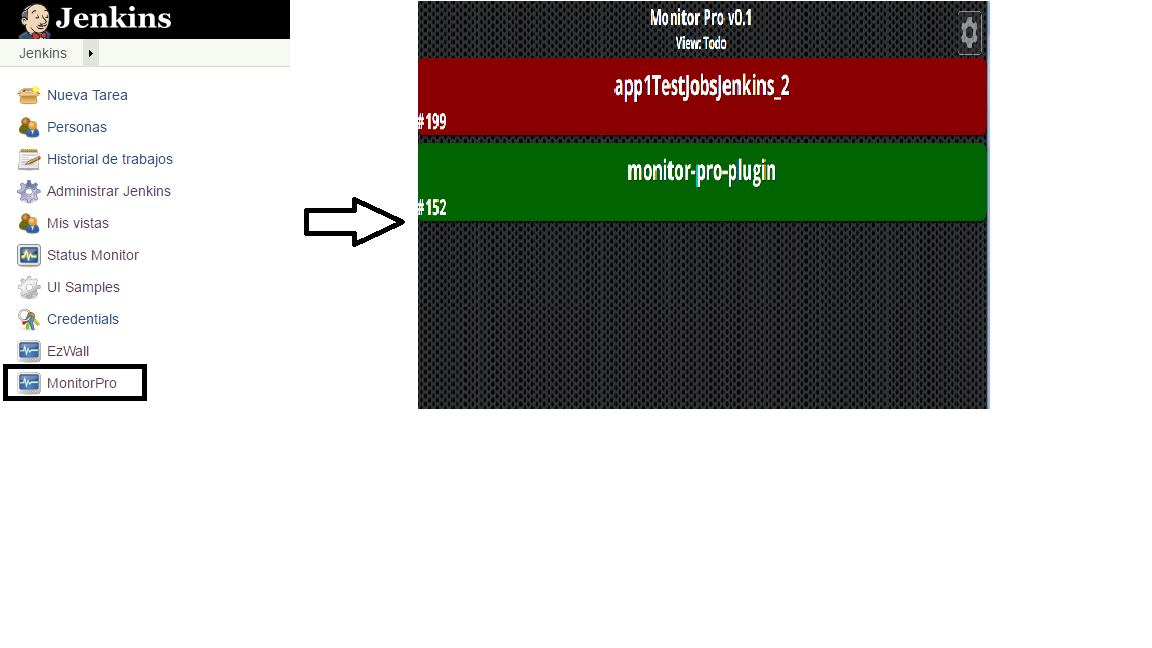 Jenkins
Jenkins
Nueva Tarea
Personas
Historial de trabajos
Administrar Jenkins
Mis vistas
Status Monitor
UI Samples
Credentials
EzWall
MonitorPro
Monitor Pro v0.1
View: Todo
app1TestJobsJenkins_2
#199
monitor-pro-plugin
#152